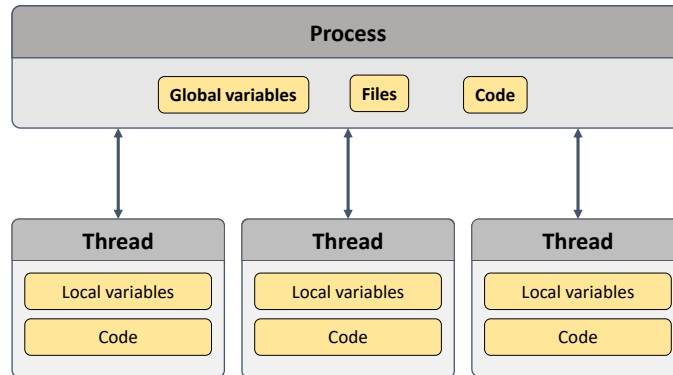 Process
Global variables
Files
Code
Thread
Thread
Thread
Local variables
Local variables
Local variables
Code
Code
Code